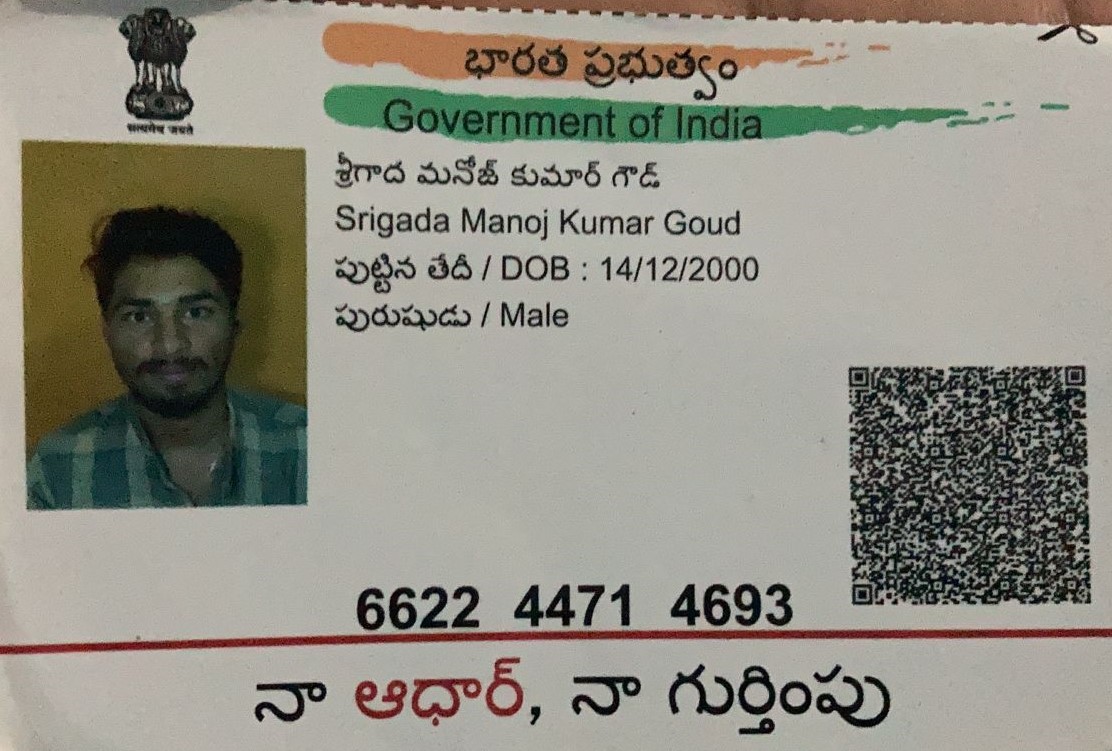 सत्यमेव जयते
భారత ప్రభుత్వం
Government of India
శ్రీగాద మనోజ్ కుమార్ గౌడ్
Srigada Manoj Kumar Goud
పుట్టిన తేదీ / DOB : 14/12/2000
పురుషుడు / Male
6622 4471 4693
నా ఆధార్, నా గుర్తింపు